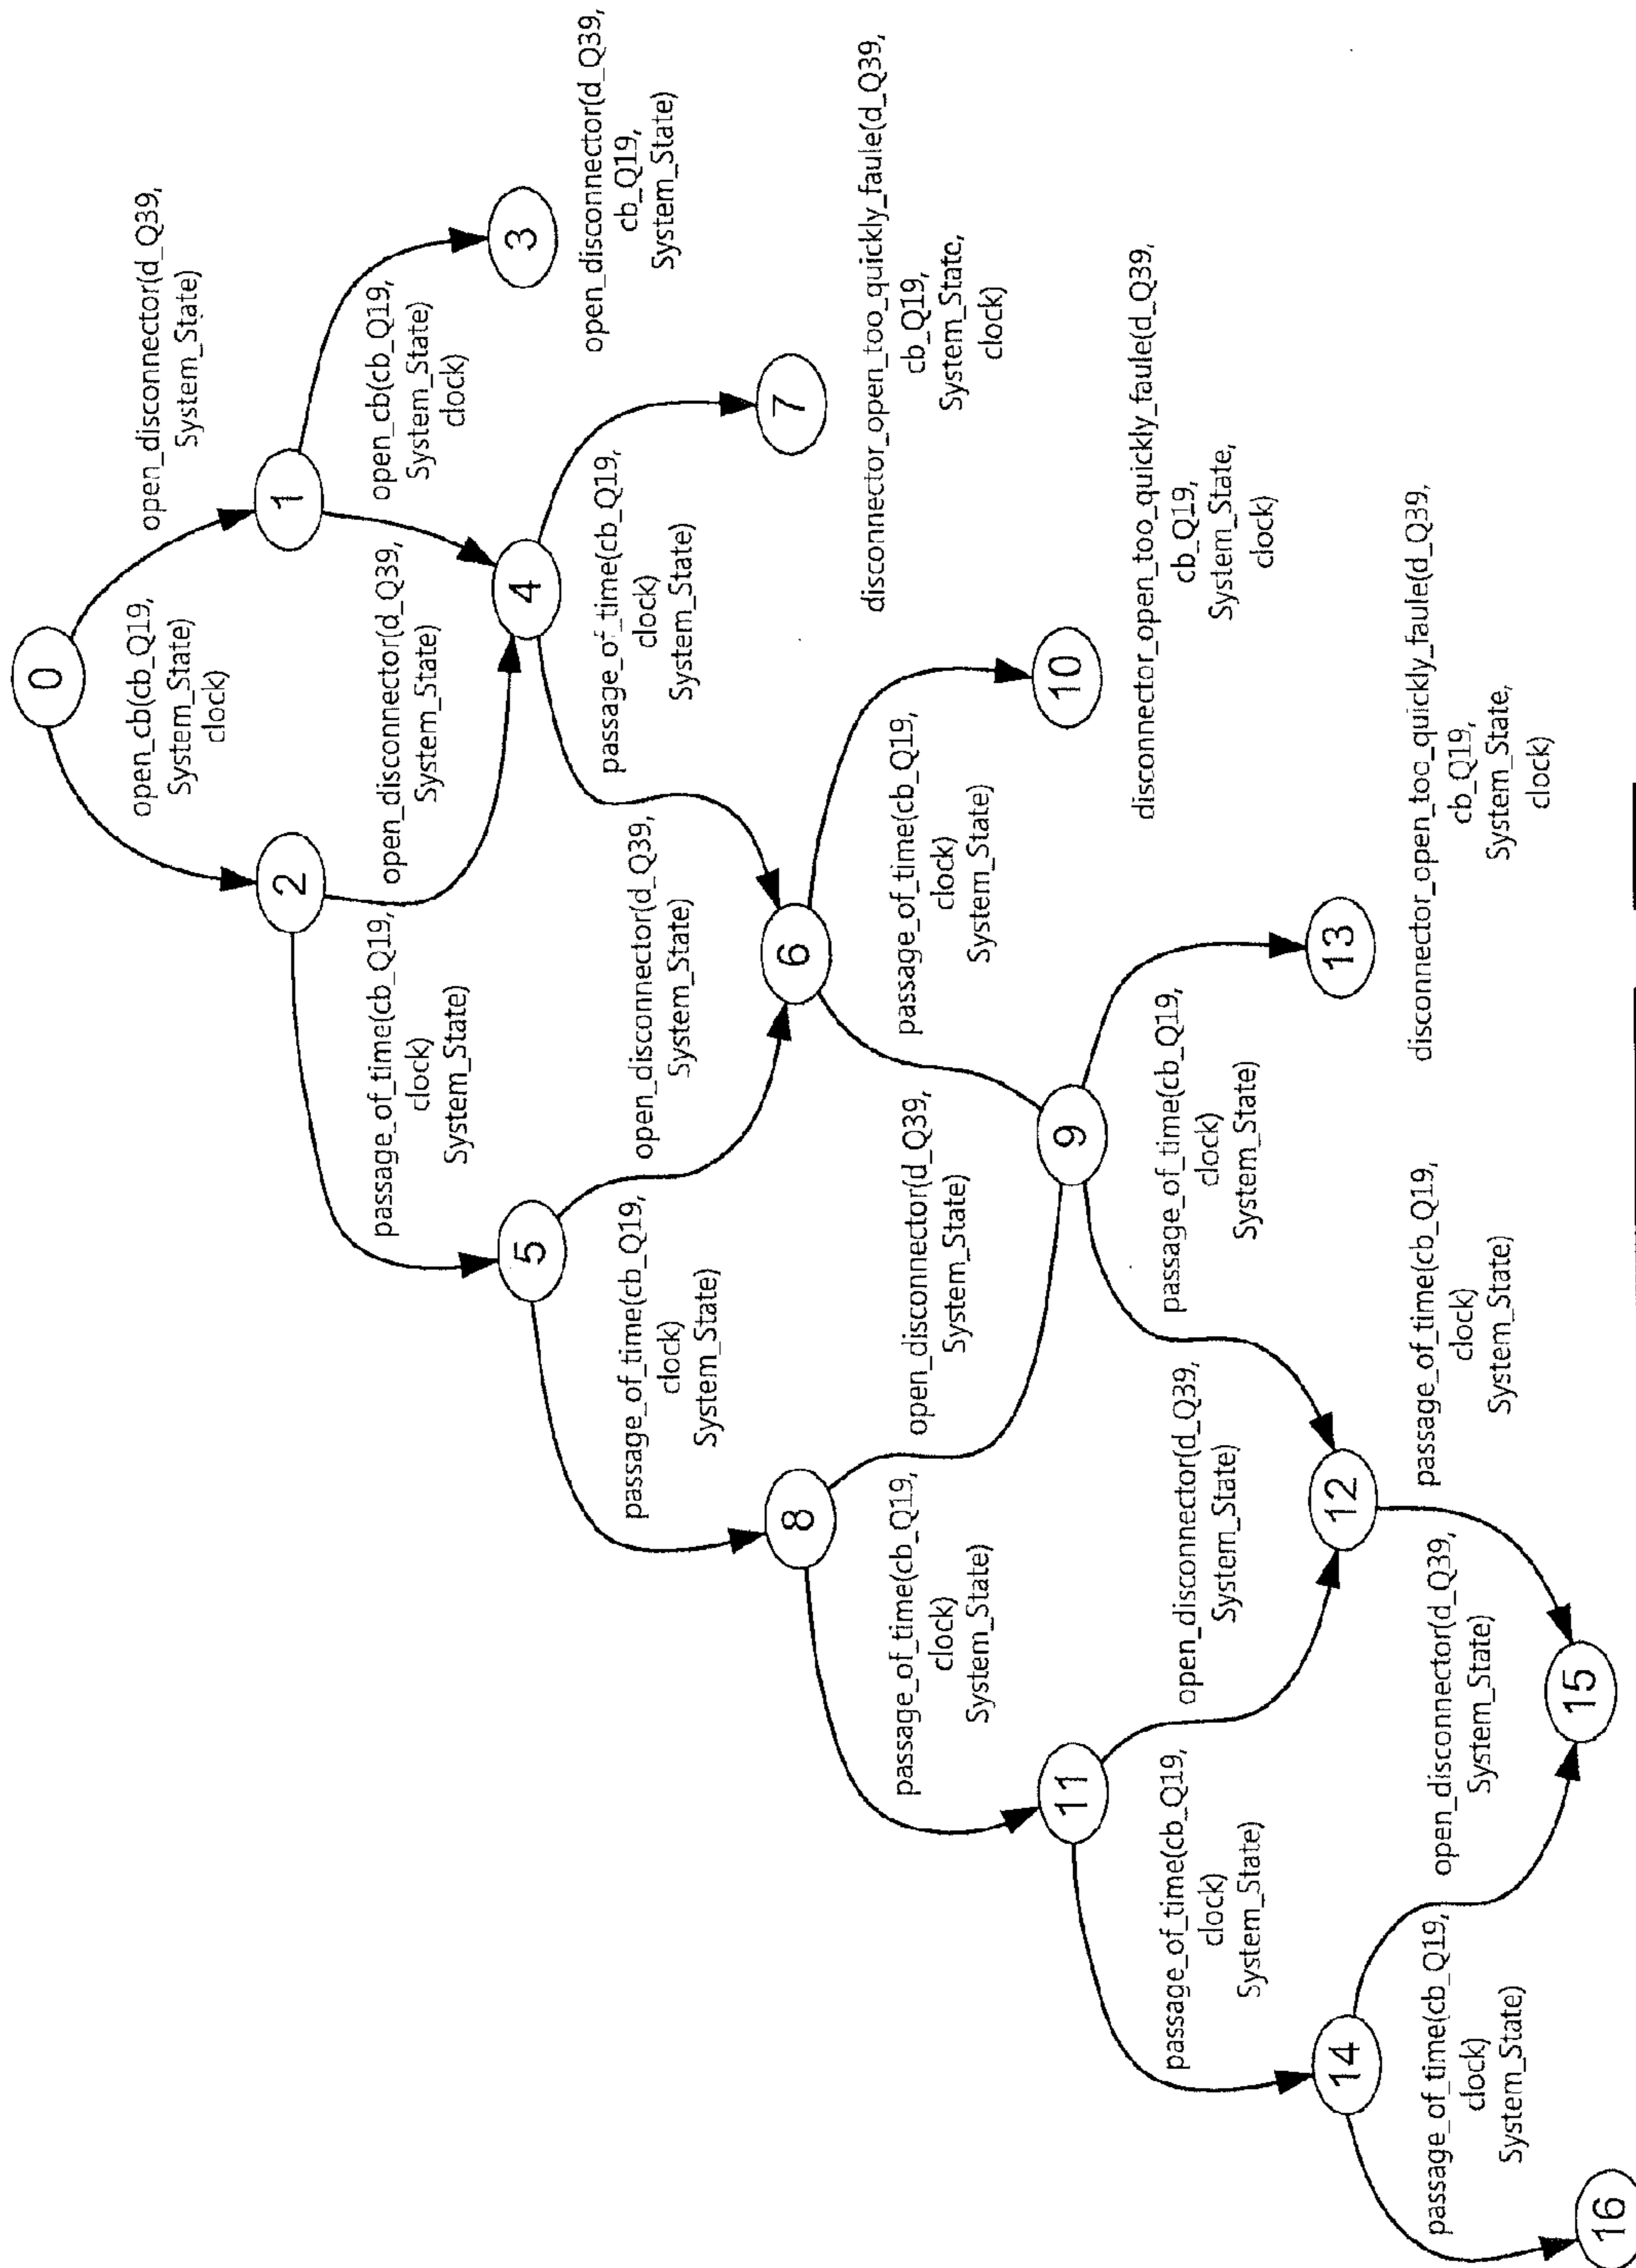 0
open_cb(cb_Q19,
System_State)
clock)
open_disconnector(d_Q39,
System_State)
2
1
passage_of_time(cb_Q19,
clock)
System_State)
open_disconnector(d_Q39,
System_State)
open_cb(cb_Q19,
System_State)
clock)
5
4
3
passage_of_time(cb_Q19,
clock)
System_State)
open_disconnector(d_Q39,
System_State)
passage_of_time(cb_Q19,
clock)
System_State)
open_disconnector(d_Q39,
cb_Q19,
System_State)
8
6
7
passage_of_time(cb_Q19,
clock)
System_State)
open_disconnector(d_Q39,
System_State)
passage_of_time(cb_Q19,
clock)
System_State)
disconnector_open_too_quickly_faule(d_Q39,
cb_Q19,
System_State,
clock)
11
9
10
passage_of_time(cb_Q19,
clock)
System_State)
open_disconnector(d_Q39,
System_State)
passage_of_time(cb_Q19,
clock)
System_State)
disconnector_open_too_quickly_faule(d_Q39,
cb_Q19,
System_State,
clock)
14
12
13
passage_of_time(cb_Q19,
clock)
System_State)
open_disconnector(d_Q39,
System_State)
passage_of_time(cb_Q19,
clock)
System_State)
disconnector_open_too_quickly_faule(d_Q39,
cb_Q19,
System_State,
clock)
16
15